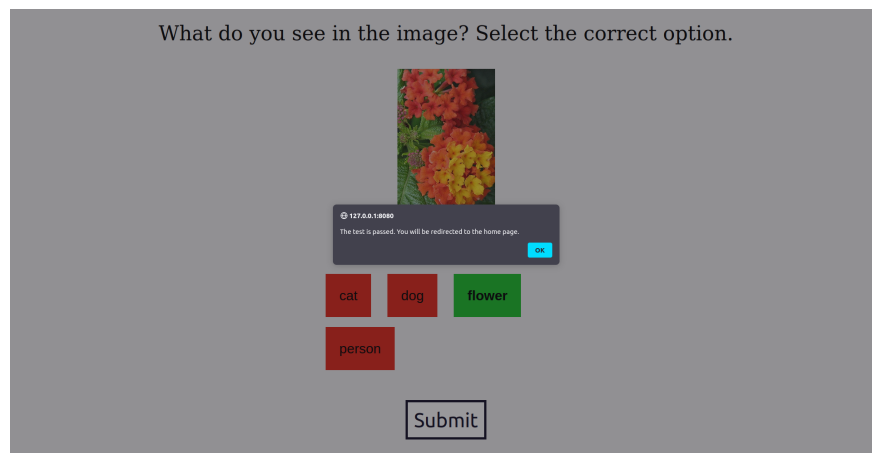 What do you see in the image? Select the correct option.
127.0.0.1:8080
The test is passed. You will be redirected to the home page.
OK
cat dog flower
person
Submit